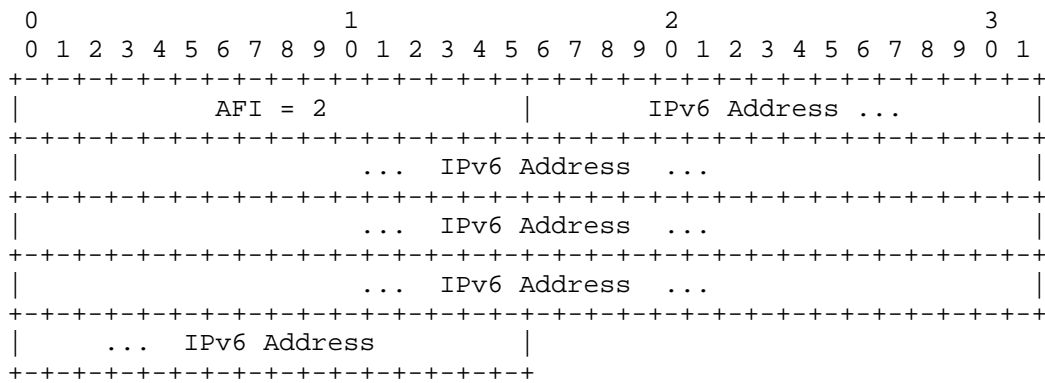 0                   1                   2                   3
 0 1 2 3 4 5 6 7 8 9 0 1 2 3 4 5 6 7 8 9 0 1 2 3 4 5 6 7 8 9 0 1
+-+-+-+-+-+-+-+-+-+-+-+-+-+-+-+-+-+-+-+-+-+-+-+-+-+-+-+-+-+-+-+-+
|            AFI = 2            |       IPv6 Address ...        |
+-+-+-+-+-+-+-+-+-+-+-+-+-+-+-+-+-+-+-+-+-+-+-+-+-+-+-+-+-+-+-+-+
|                     ...  IPv6 Address  ...                    |
+-+-+-+-+-+-+-+-+-+-+-+-+-+-+-+-+-+-+-+-+-+-+-+-+-+-+-+-+-+-+-+-+
|                     ...  IPv6 Address  ...                    |
+-+-+-+-+-+-+-+-+-+-+-+-+-+-+-+-+-+-+-+-+-+-+-+-+-+-+-+-+-+-+-+-+
|                     ...  IPv6 Address  ...                    |
+-+-+-+-+-+-+-+-+-+-+-+-+-+-+-+-+-+-+-+-+-+-+-+-+-+-+-+-+-+-+-+-+
|     ...  IPv6 Address         |
+-+-+-+-+-+-+-+-+-+-+-+-+-+-+-+-+